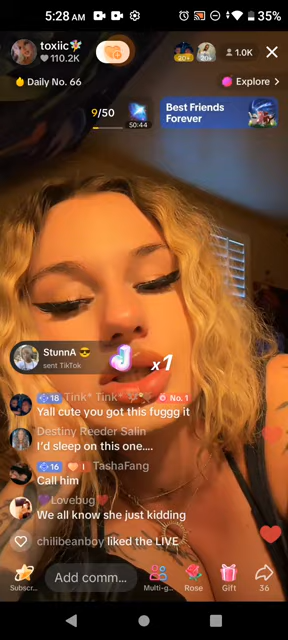 5:28 AM
35%
toxiic
110.2K
20+
20+
1.0K
Daily No. 66
Explore >
9/50
50:44
Best Friends
Forever
StunnA
sent TikTok
x1
18 Tink* Tink* No. 1
Yall cute you got this fuggg it
Destiny Reeder Salin
I'd sleep on this one....
16 I TashaFang
Call him
Lovebug
We all know she just kidding
chilibeanboy liked the LIVE
Add comm...
Subscr...
Multi-g...
Rose
Gift
36